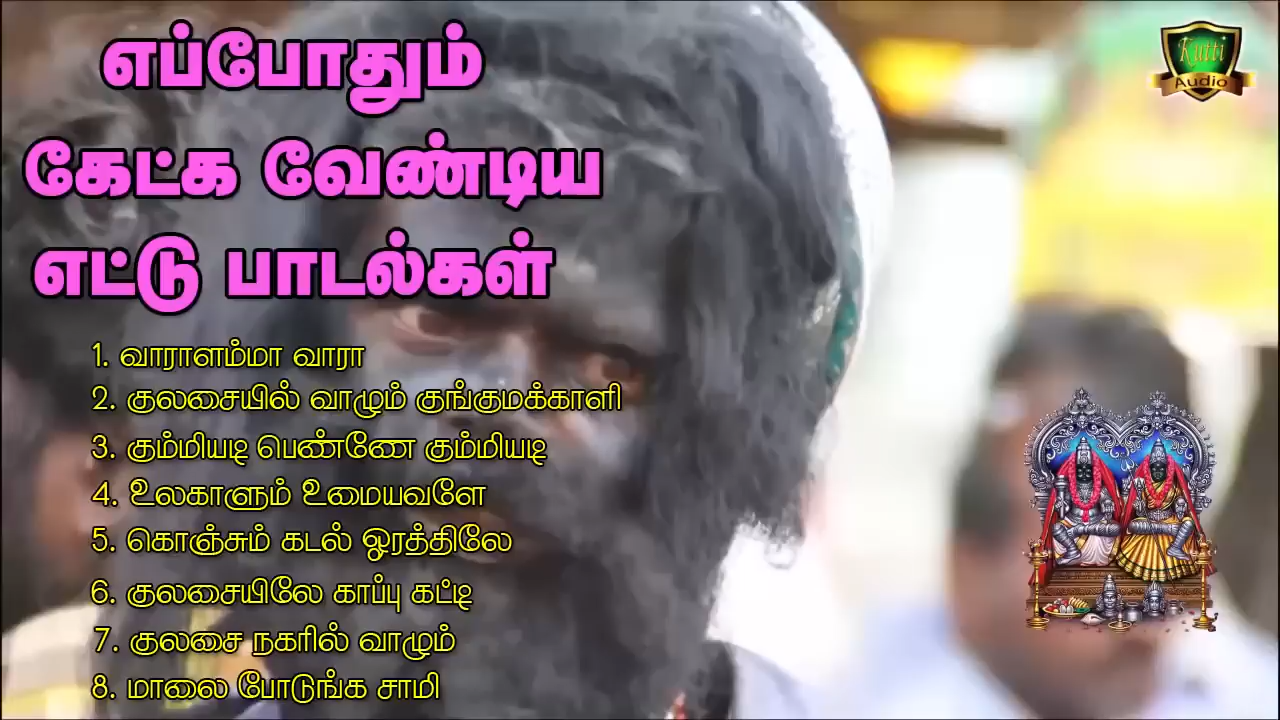 எப்போதும்
கேட்க வேண்டிய
எட்டு பாடல்கள்
Kutti
Audio
1. வாராளம்மா வாரா
2. குலசையில் வாழும் குங்குமக்காளி
3. கும்மியடி பெண்ணே கும்மியடி
4. உலகாளும் உமையவளே
5. கொஞ்சும் கடல் ஓரத்திலே
6. குலசையிலே காப்பு கட்டி
7. குலசை நகரில் வாழும்
8. மாலை போடுங்க சாமி